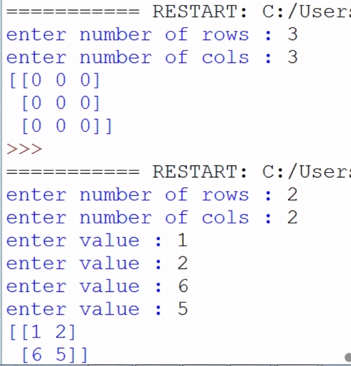 =========== RESTART: C:/Users
enter number of rows : 3
enter number of cols : 3
[[0 0 0]
 [0 0 0]
 [0 0 0]]
>>>
=========== RESTART: C:/Users
enter number of rows : 2
enter number of cols : 2
enter value : 1
enter value : 2
enter value : 6
enter value : 5
[[1 2]
 [6 5]]